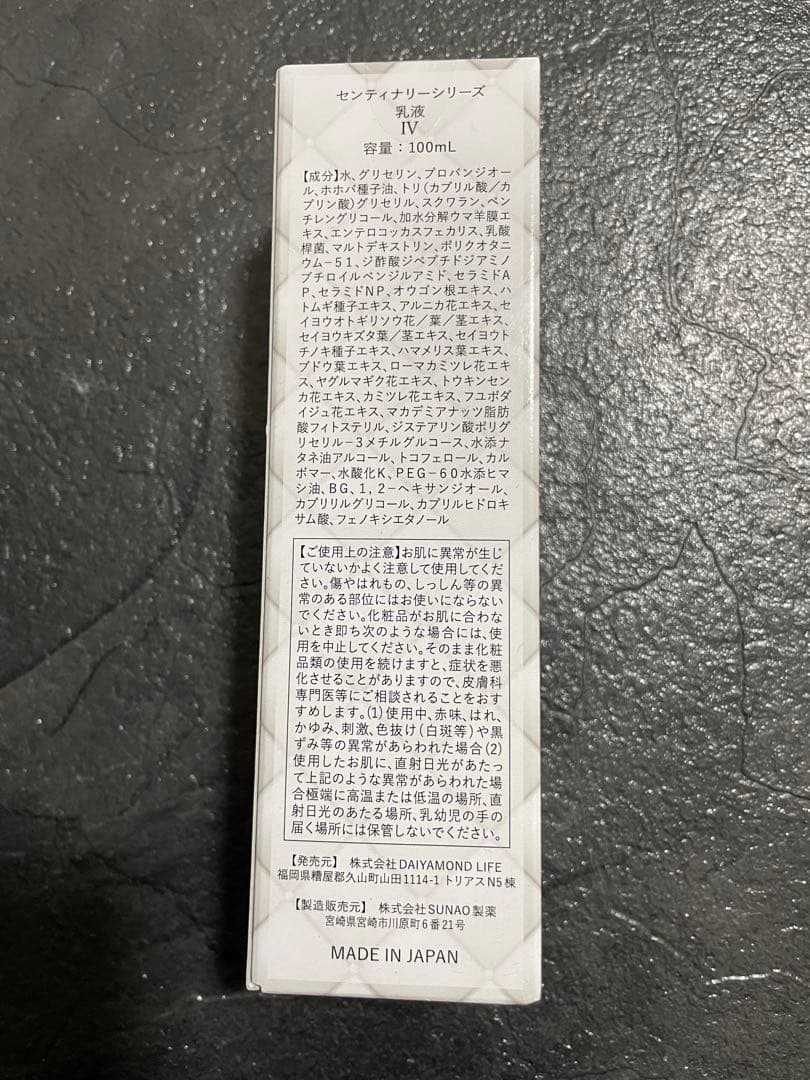 センティナリーシリーズ
乳液
IV
容量：100mL
【成分】水、グリセリン、プロパンジオー
ル、ホホバ種子油、トリ(カプリル酸／カ
プリン酸)グリセリル、スクワラン、ペン
チレングリコール、加水分解ウマ羊膜エ
キス、エンテロコッカスフェカリス、乳酸
桿菌、マルトデキストリン、ポリクオタニ
ウム－51、ジ酢酸ジペプチドジアミノ
ブチロイルベンジルアミド、セラミドA
P、セラミドNP、オウゴン根エキス、ハ
トムギ種子エキス、アルニカ花エキス、セ
イヨウオトギリソウ花／葉／茎エキス、
セイヨウキズタ葉／茎エキス、セイヨウト
チノキ種子エキス、ハマメリス葉エキス、
ブドウ葉エキス、ローマカミツレ花エキ
ス、ヤグルマギク花エキス、トウキンセン
カ花エキス、カミツレ花エキス、フユボダ
イジュ花エキス、マカデミアナッツ脂肪
酸フィトステリル、ジステアリン酸ポリグ
リセリル－3メチルグルコース、水添ナ
タネ油アルコール、トコフェロール、カル
ボマー、水酸化K、PEG－60水添ヒマ
シ油、BG、1,2－ヘキサンジオール、
カプリリルグリコール、カプリルヒドロキ
サム酸、フェノキシエタノール
【ご使用上の注意】お肌に異常が生じ
ていないかよく注意して使用してくだ
さい。傷やはれもの、しっしん等の異
常のある部位にはお使いにならない
でください。化粧品がお肌に合わな
いとき即ち次のような場合には、使
用を中止してください。そのまま化粧
品類の使用を続けますと、症状を悪
化させることがありますので、皮膚科
専門医等にご相談されることをおす
すめします。(1)使用中、赤味、はれ、
かゆみ、刺激、色抜け(白斑等)や黒
ずみ等の異常があらわれた場合(2)
使用したお肌に、直射日光があたっ
て上記のような異常があらわれた場
合極端に高温または低温の場所、直
射日光のあたる場所、乳幼児の手の
届く場所には保管しないでください。
【発売元】 株式会社DAIYAMOND LIFE
福岡県糟屋郡久山町山田1114-1 トリアスN5棟
【製造販売元】 株式会社SUNAO製薬
宮崎県宮崎市川原町6番21号
MADE IN JAPAN